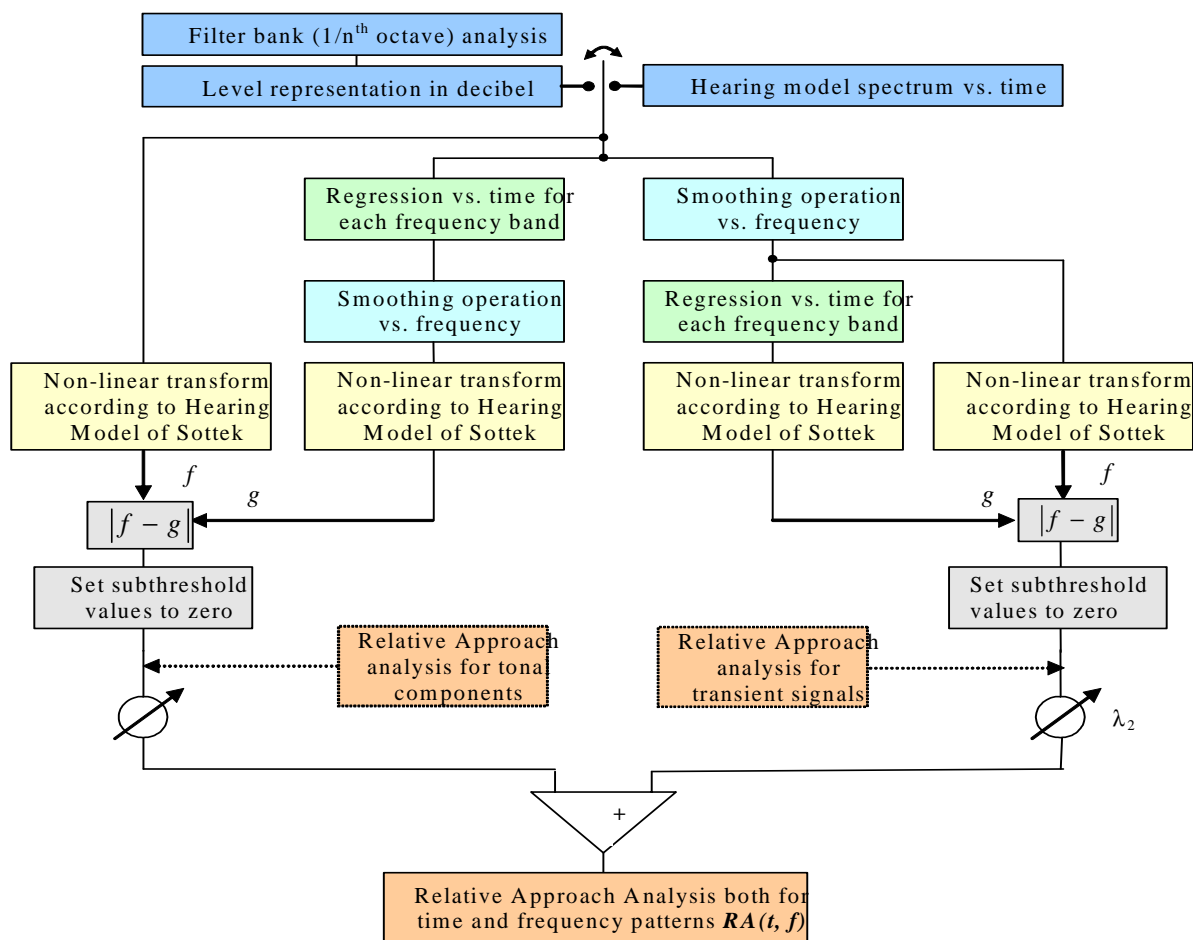 Filter bank (1/nth octave) analysis
Level representation in decibel
Hearing model spectrum vs. time
Regression vs. time for
each frequency band
Smoothing operation
vs. frequency
Smoothing operation
vs. frequency
Regression vs. time for
each frequency band
Non-linear transform
according to Hearing
Model of Sottek
Non-linear transform
according to Hearing
Model of Sottek
Non-linear transform
according to Hearing
Model of Sottek
Non-linear transform
according to Hearing
Model of Sottek
f
g
g
f
|f – g|
|f – g|
Set subthreshold
values to zero
Set subthreshold
values to zero
Relative Approach
analysis for tonal
components
Relative Approach
analysis for
transient signals
λ2
+
Relative Approach Analysis both for
time and frequency patterns RA(t, f)